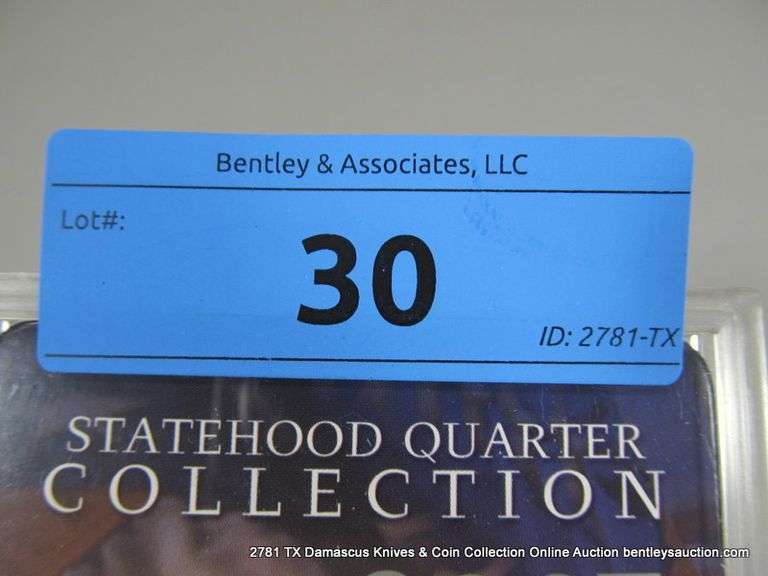 Bentley & Associates, LLC
Lot#:
30
ID: 2781-TX
STATEHOOD QUARTER
COLLECTION
2781 TX Damascus Knives & Coin Collection Online Auction bentleysauction.com